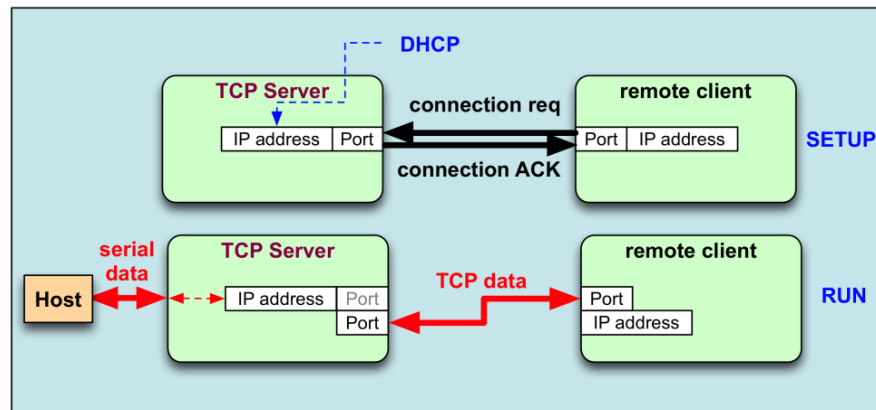 DHCP
TCP Server
remote client
connection req
IP address Port
Port IP address
SETUP
connection ACK
TCP Server
remote client
serial
data
TCP data
Host
IP address Port
Port
Port
IP address
RUN